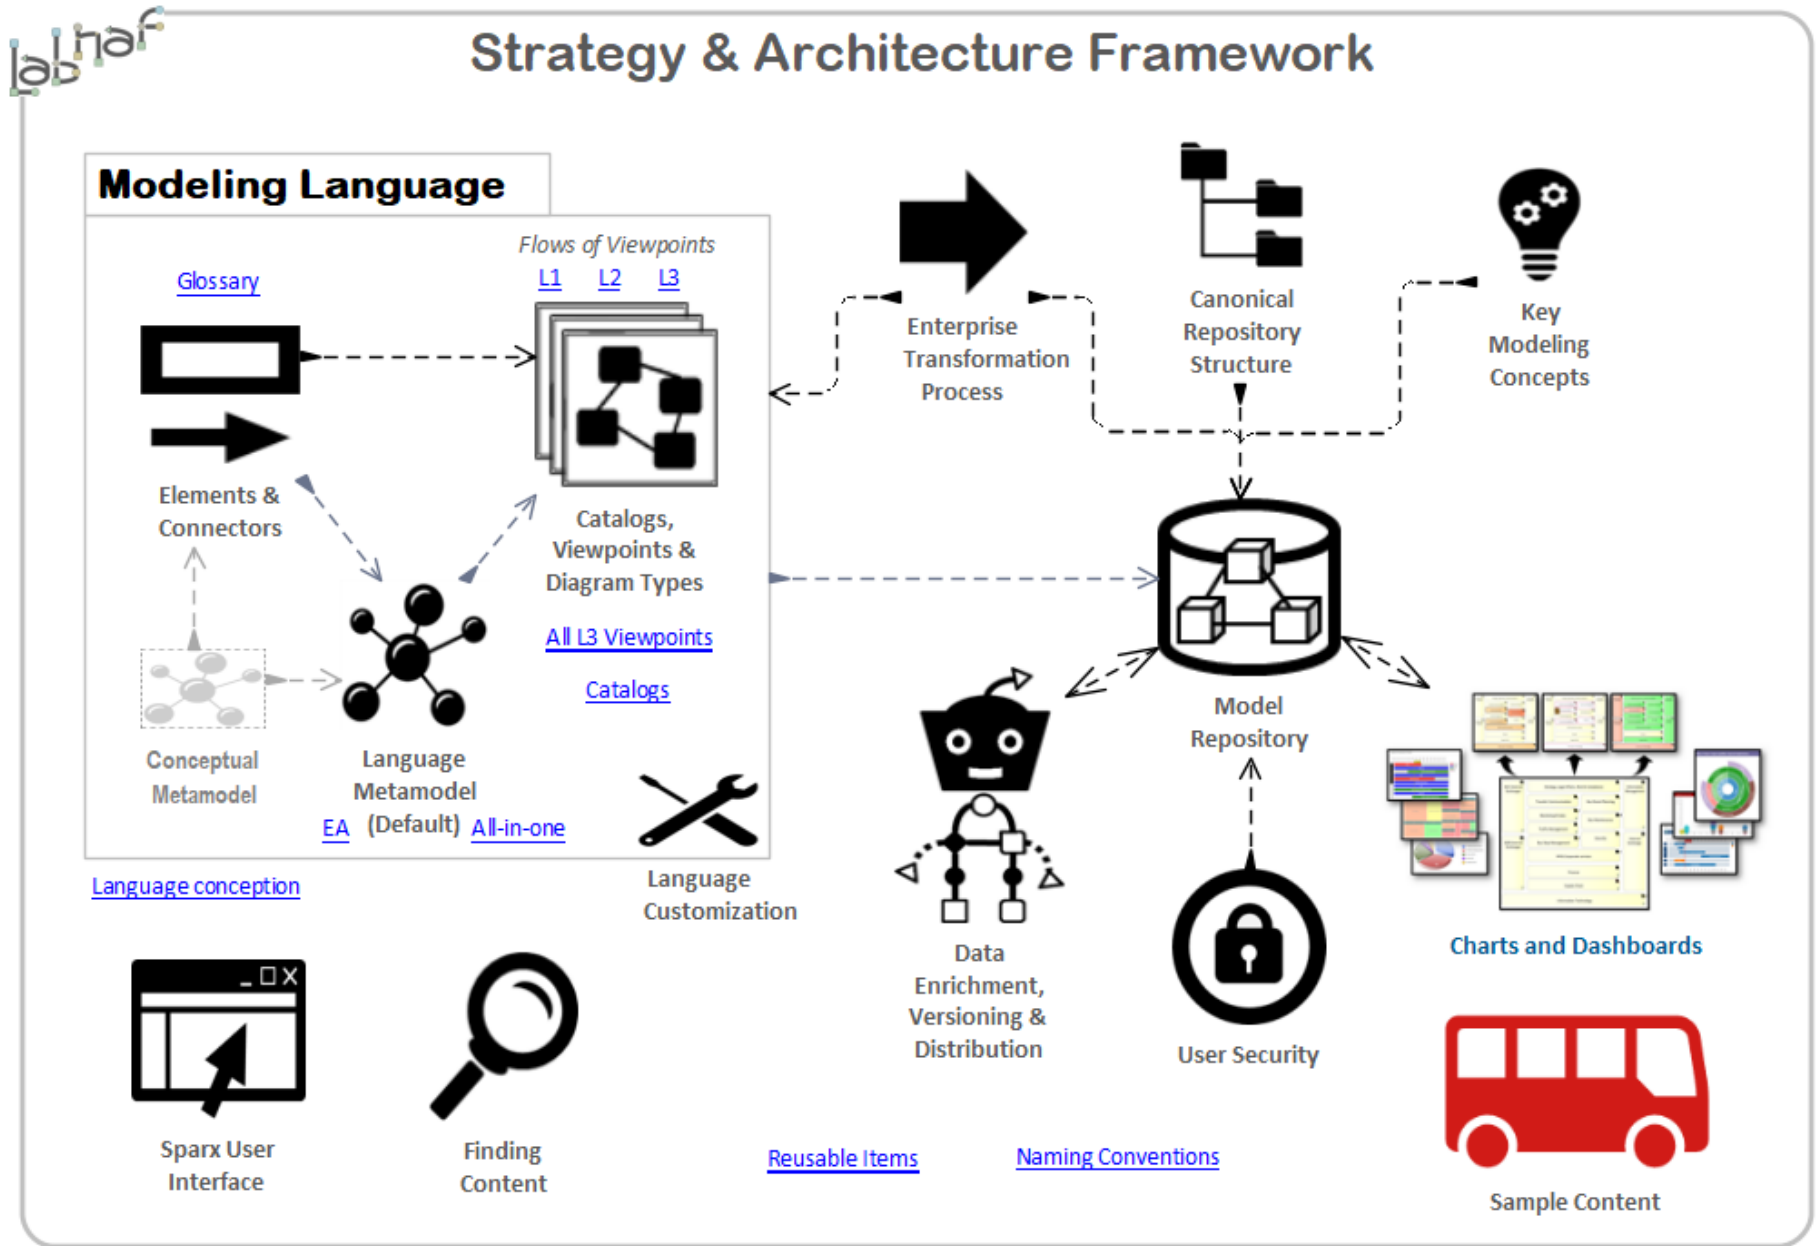 labnaf
Strategy & Architecture Framework
Modeling Language
Flows of Viewpoints
L1 L2 L3
Glossary
Elements &
Connectors
Catalogs,
Viewpoints &
Diagram Types
All L3 Viewpoints
Catalogs
Conceptual
Metamodel
Language
Metamodel
(Default)
EA
All-in-one
Language conception
Language
Customization
Enterprise
Transformation
Process
Canonical
Repository
Structure
Key
Modeling
Concepts
Model
Repository
Data
Enrichment,
Versioning &
Distribution
User Security
Charts and Dashboards
Sparx User
Interface
Finding
Content
Reusable Items
Naming Conventions
Sample Content